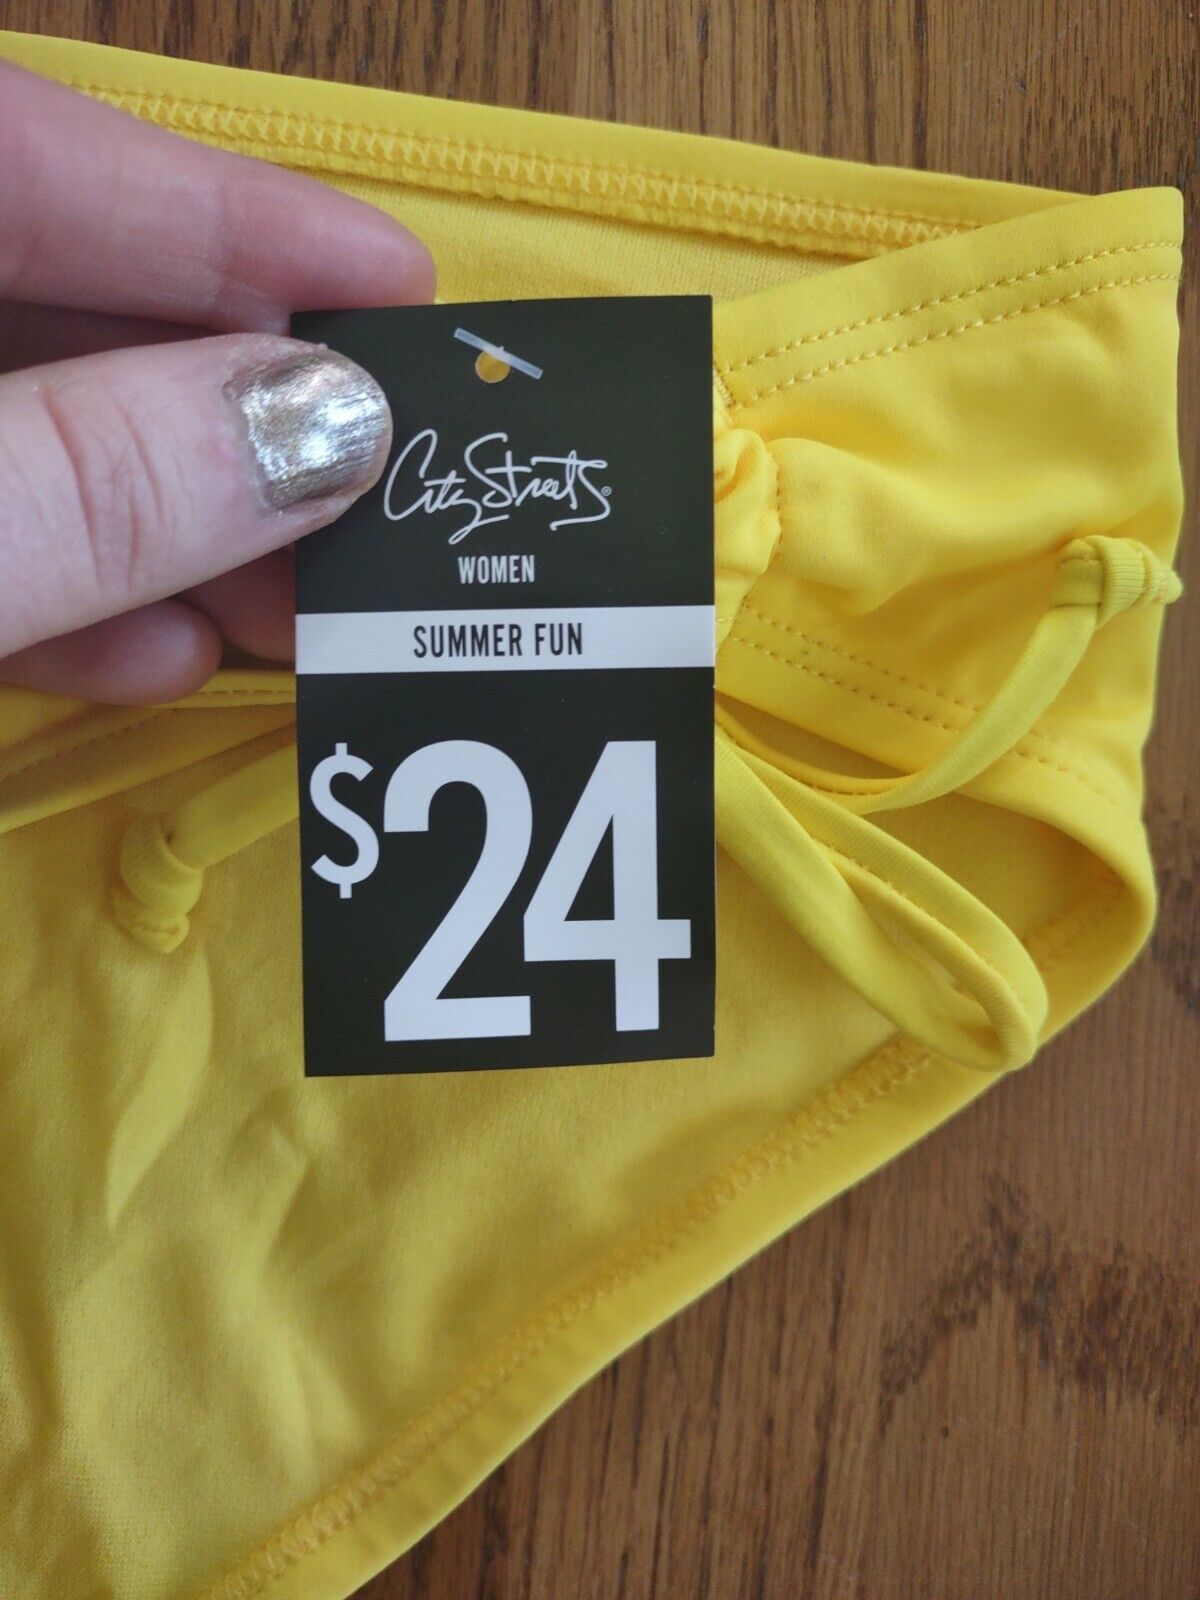 City Streets®
WOMEN
SUMMER FUN
$24